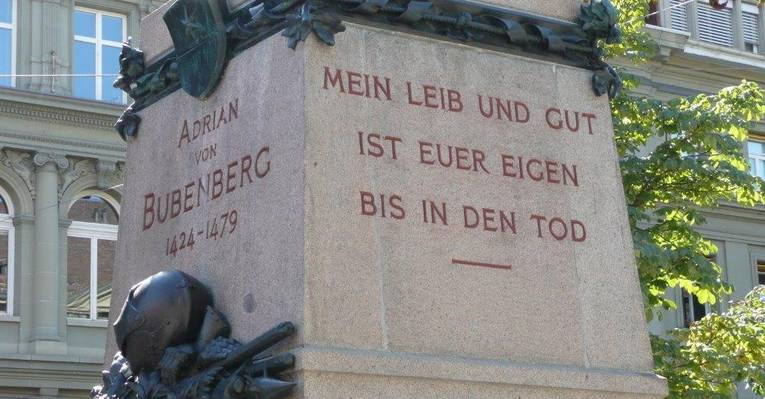 ADRIAN
VON
BUBENBERG
1424-1479
MEIN LEIB UND GUT
IST EUER EIGEN
BIS IN DEN TOD